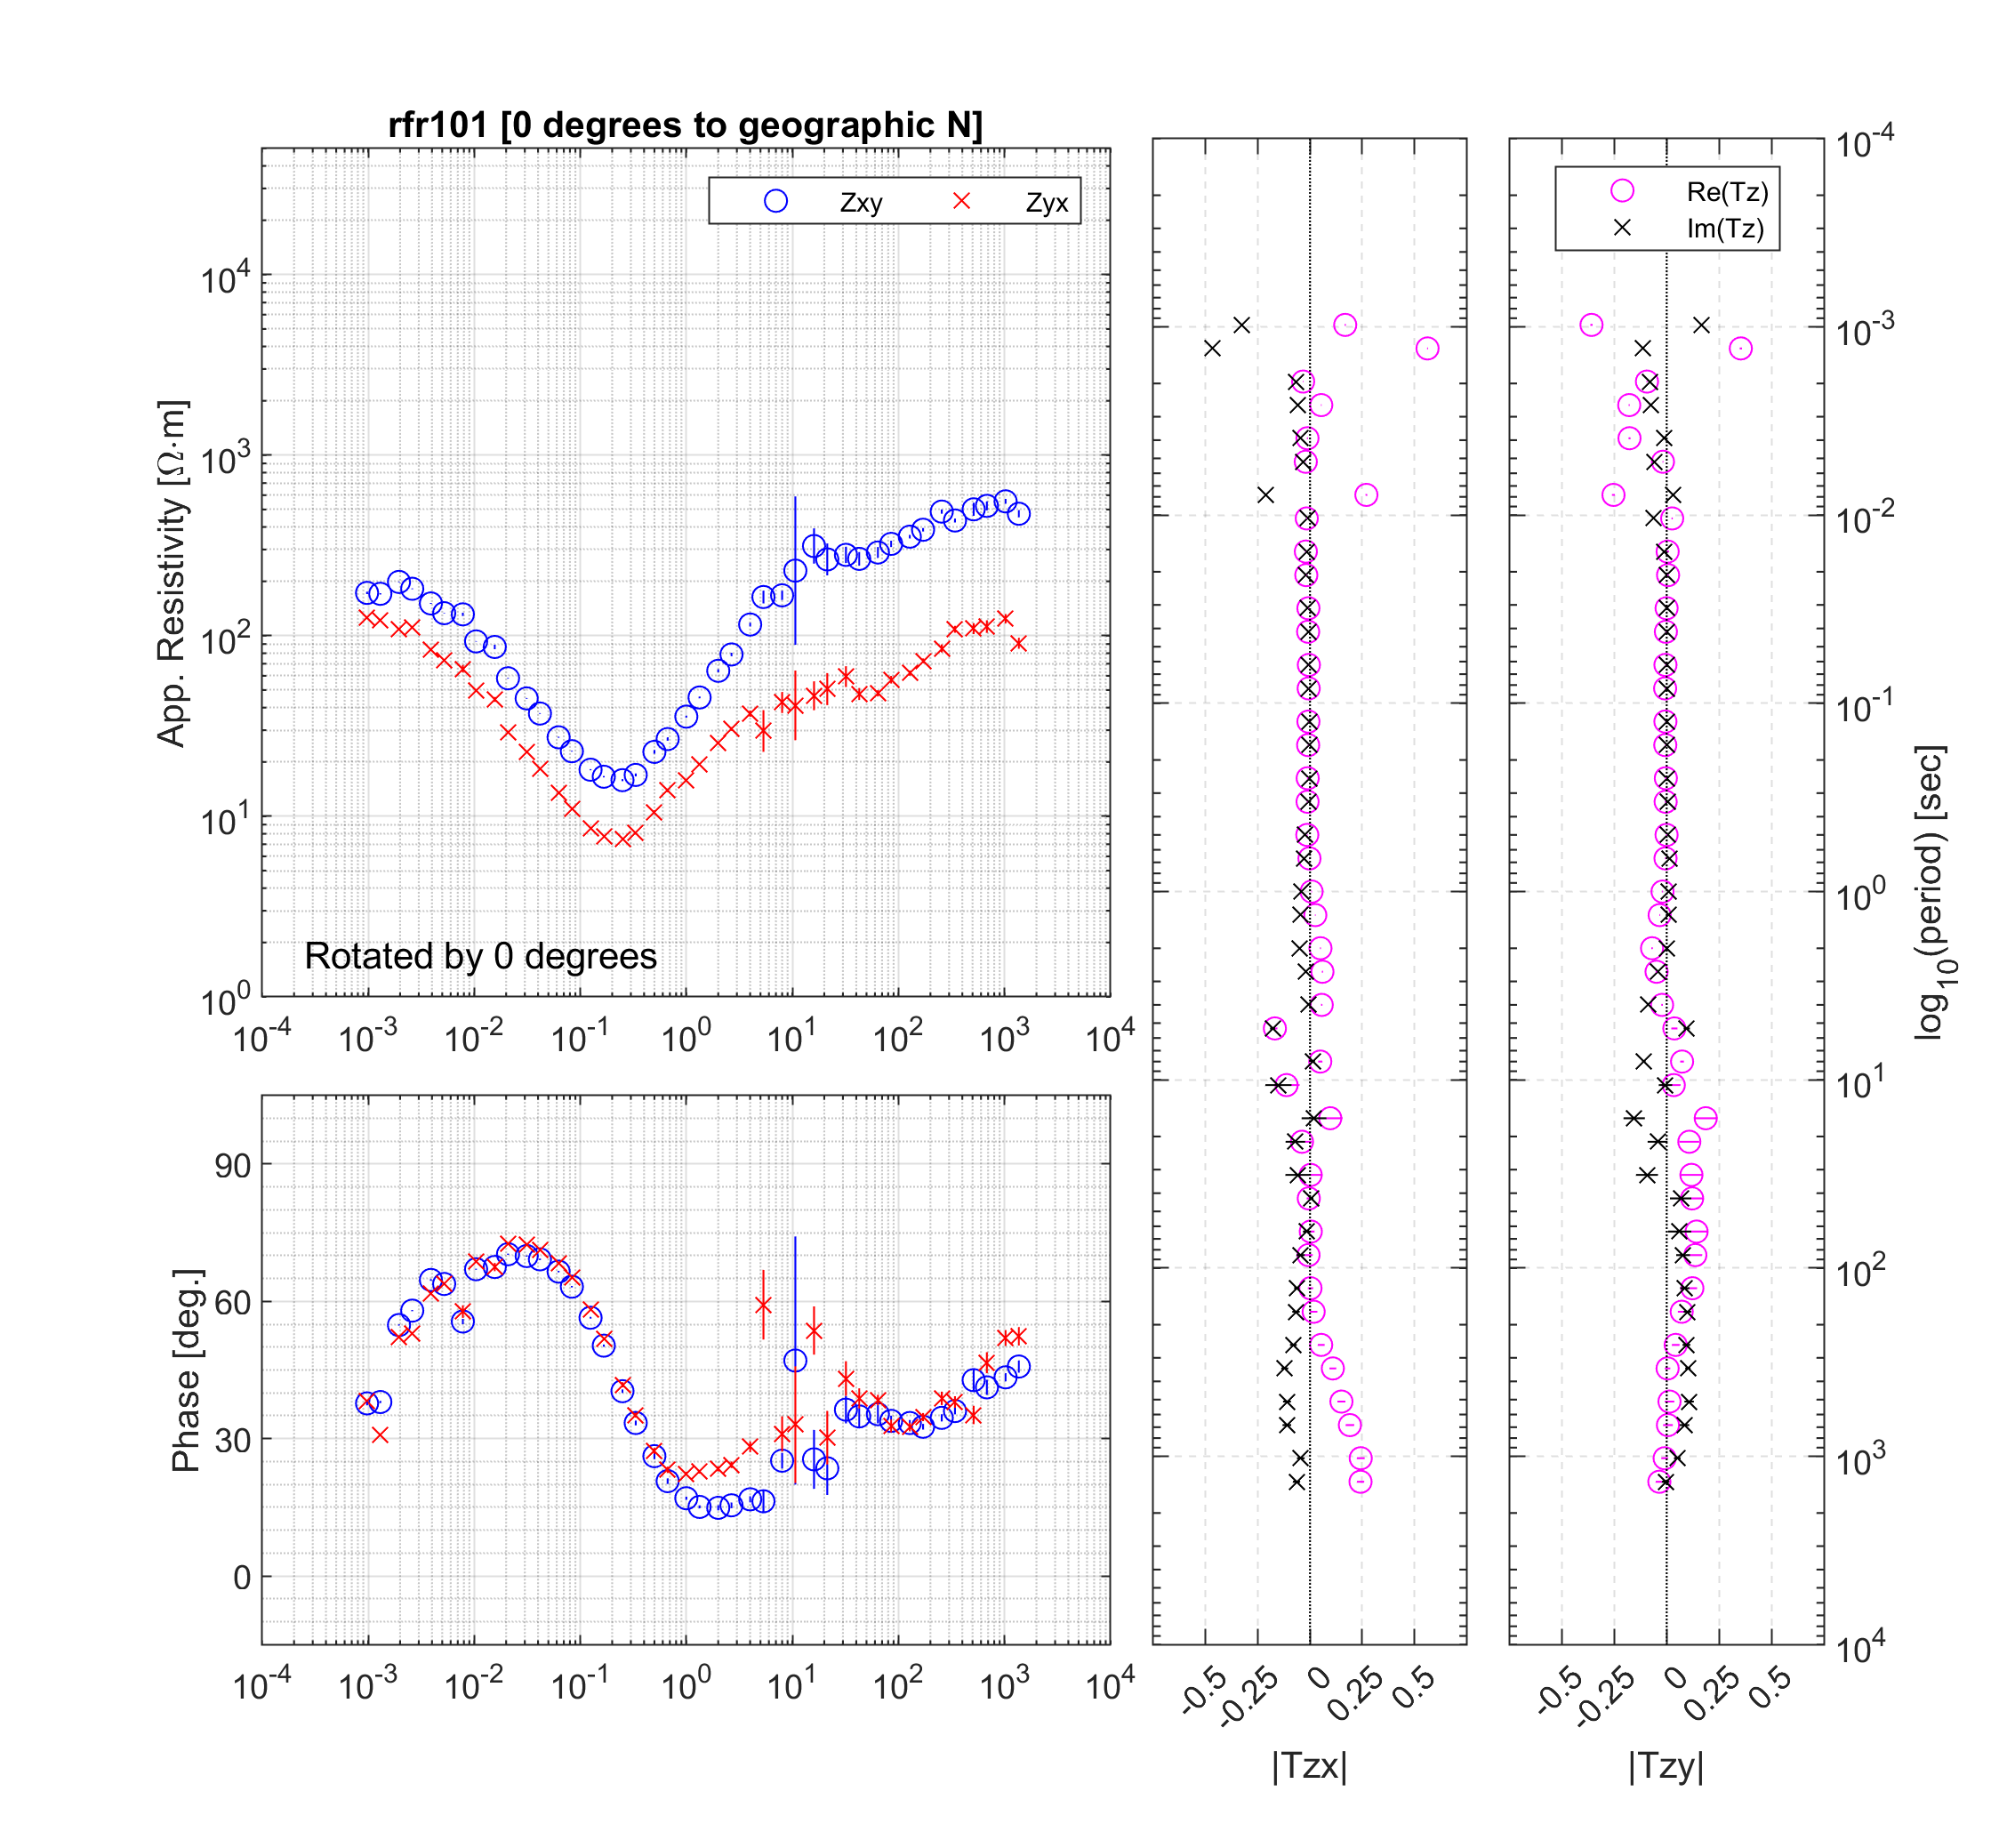 rfr101 [0 degrees to geographic N]
Zxy Zyx
App. Resistivity [Ω·m]
10^4
10^3
10^2
10^1
10^0
Rotated by 0 degrees
10^-4 10^-3 10^-2 10^-1 10^0 10^1 10^2 10^3 10^4
Phase [deg.]
90
60
30
0
10^-4 10^-3 10^-2 10^-1 10^0 10^1 10^2 10^3 10^4
-0.5 -0.25 0 0.25 0.5
|Tzx|
Re(Tz)
Im(Tz)
10^-4
10^-3
10^-2
10^-1
10^0
10^1
10^2
10^3
10^4
log10(period) [sec]
-0.5 -0.25 0 0.25 0.5
|Tzy|